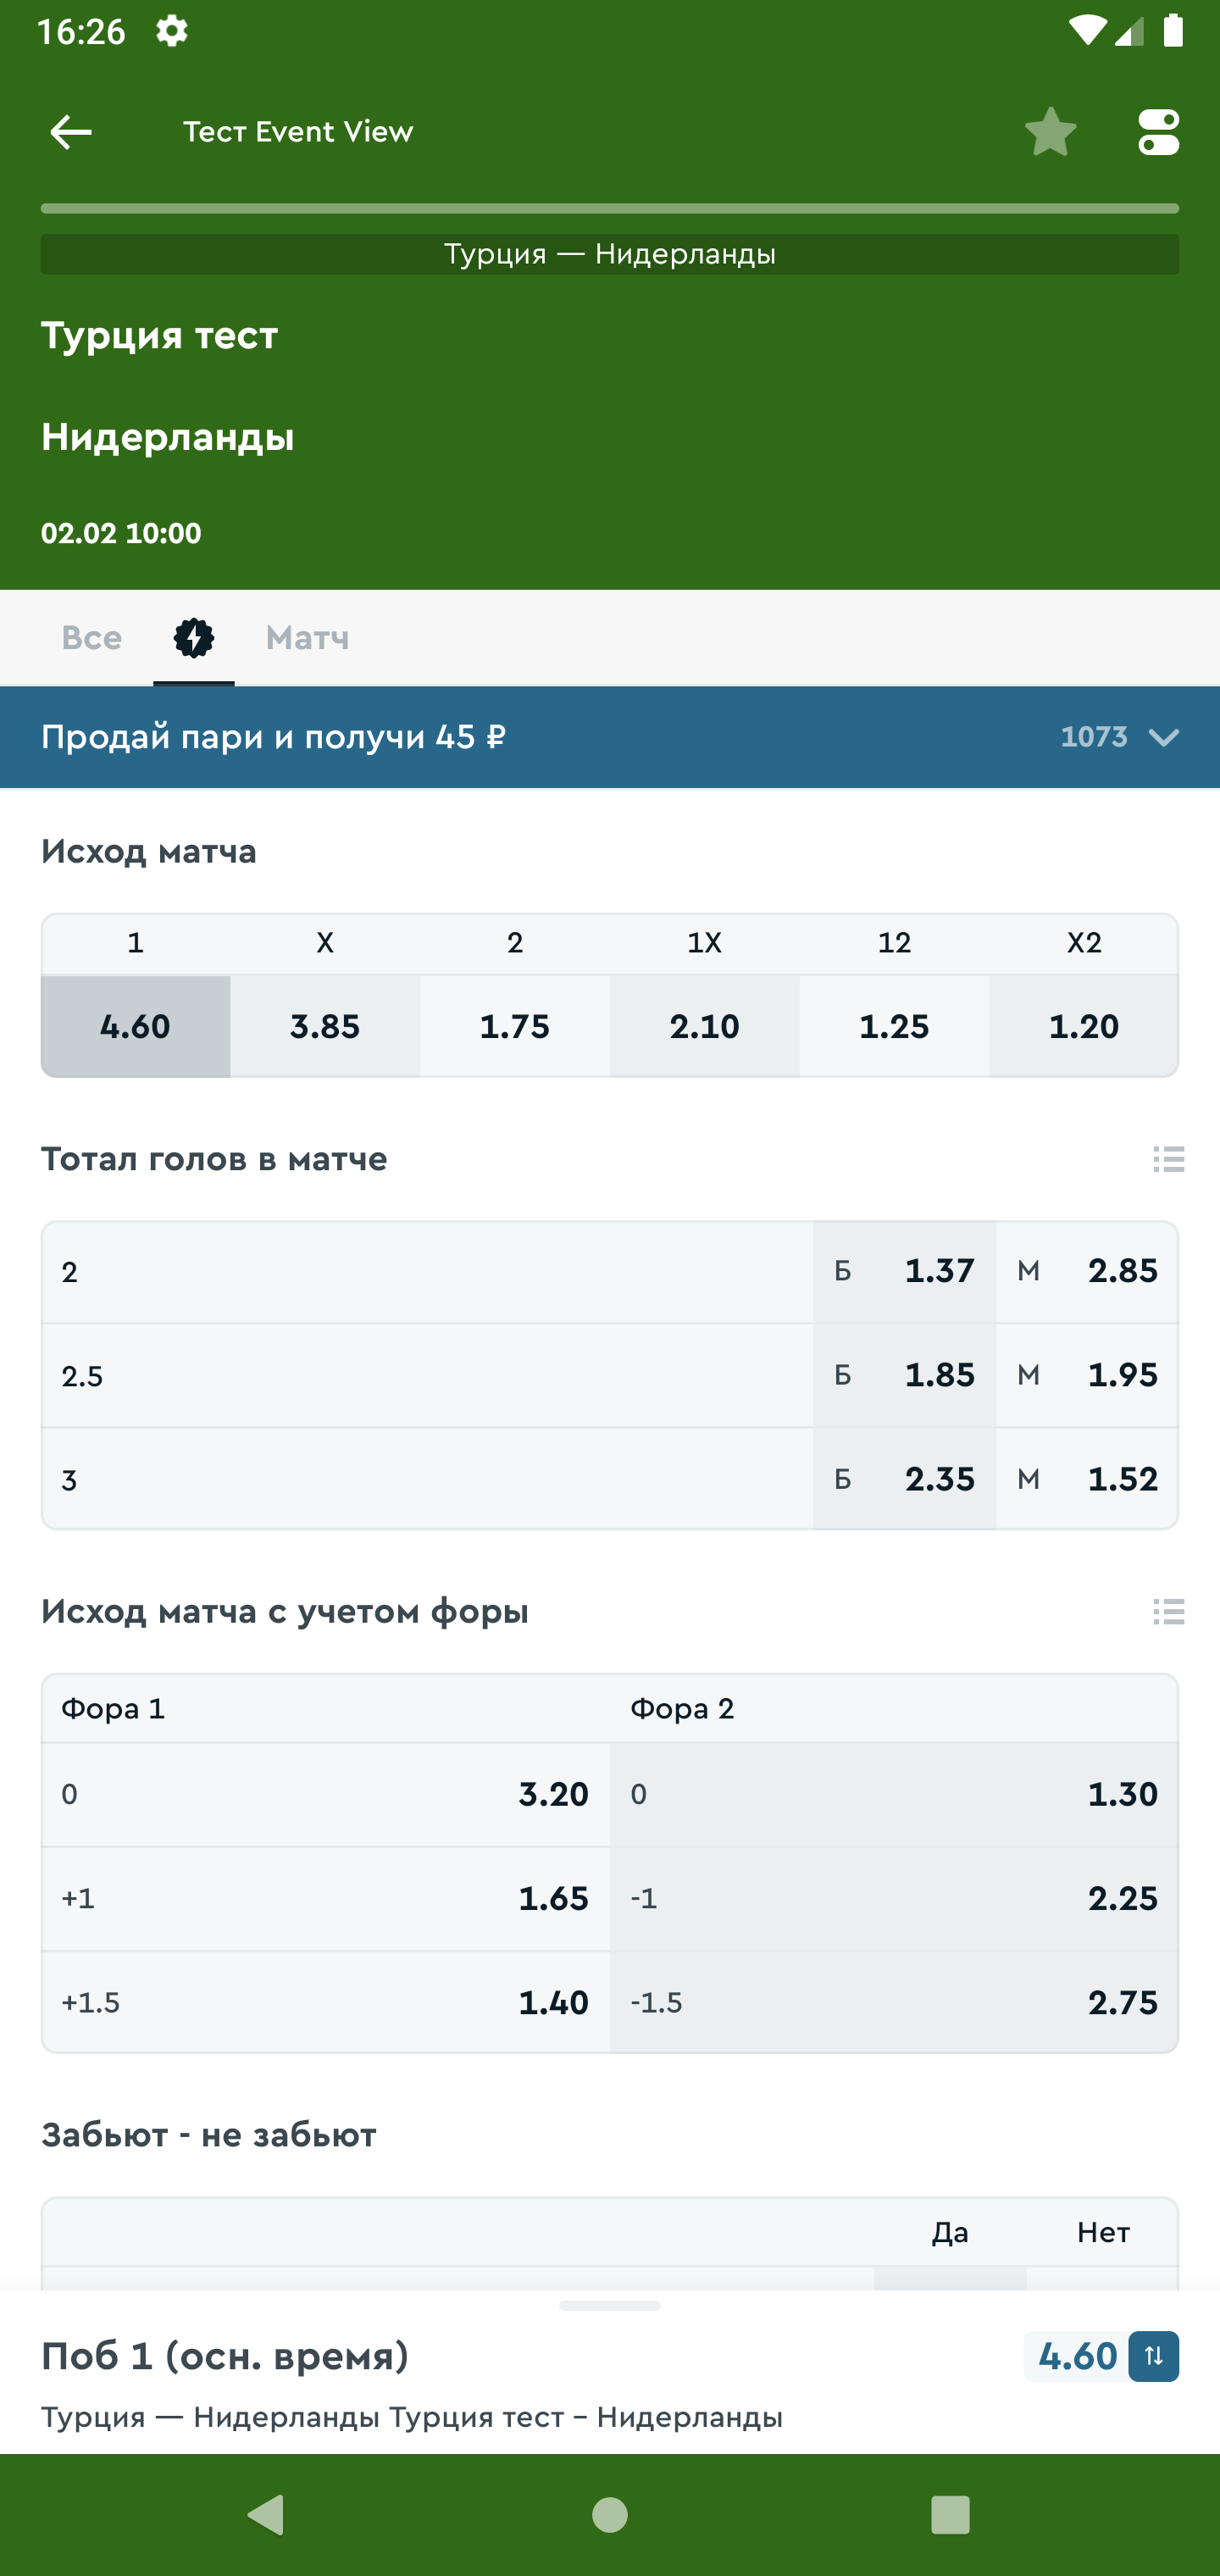 16:26
Тест Event View
Турция — Нидерланды
Турция тест
Нидерланды
02.02 10:00
Все Матч
Продай пари и получи 45 ₽ 1073
Исход матча
1 X 2 1X 12 X2
4.60 3.85 1.75 2.10 1.25 1.20
Тотал голов в матче
2 Б 1.37 М 2.85
2.5 Б 1.85 М 1.95
3 Б 2.35 М 1.52
Исход матча с учетом форы
Фора 1 Фора 2
0 3.20 0 1.30
+1 1.65 -1 2.25
+1.5 1.40 -1.5 2.75
Забьют - не забьют
Да Нет
Поб 1 (осн. время) 4.60
Турция — Нидерланды Турция тест – Нидерланды